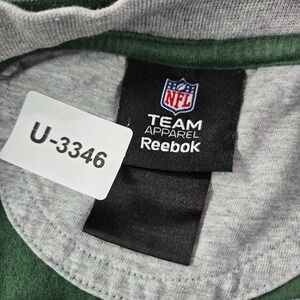 NFL
TEAM
APPAREL
Reebok
U-3346